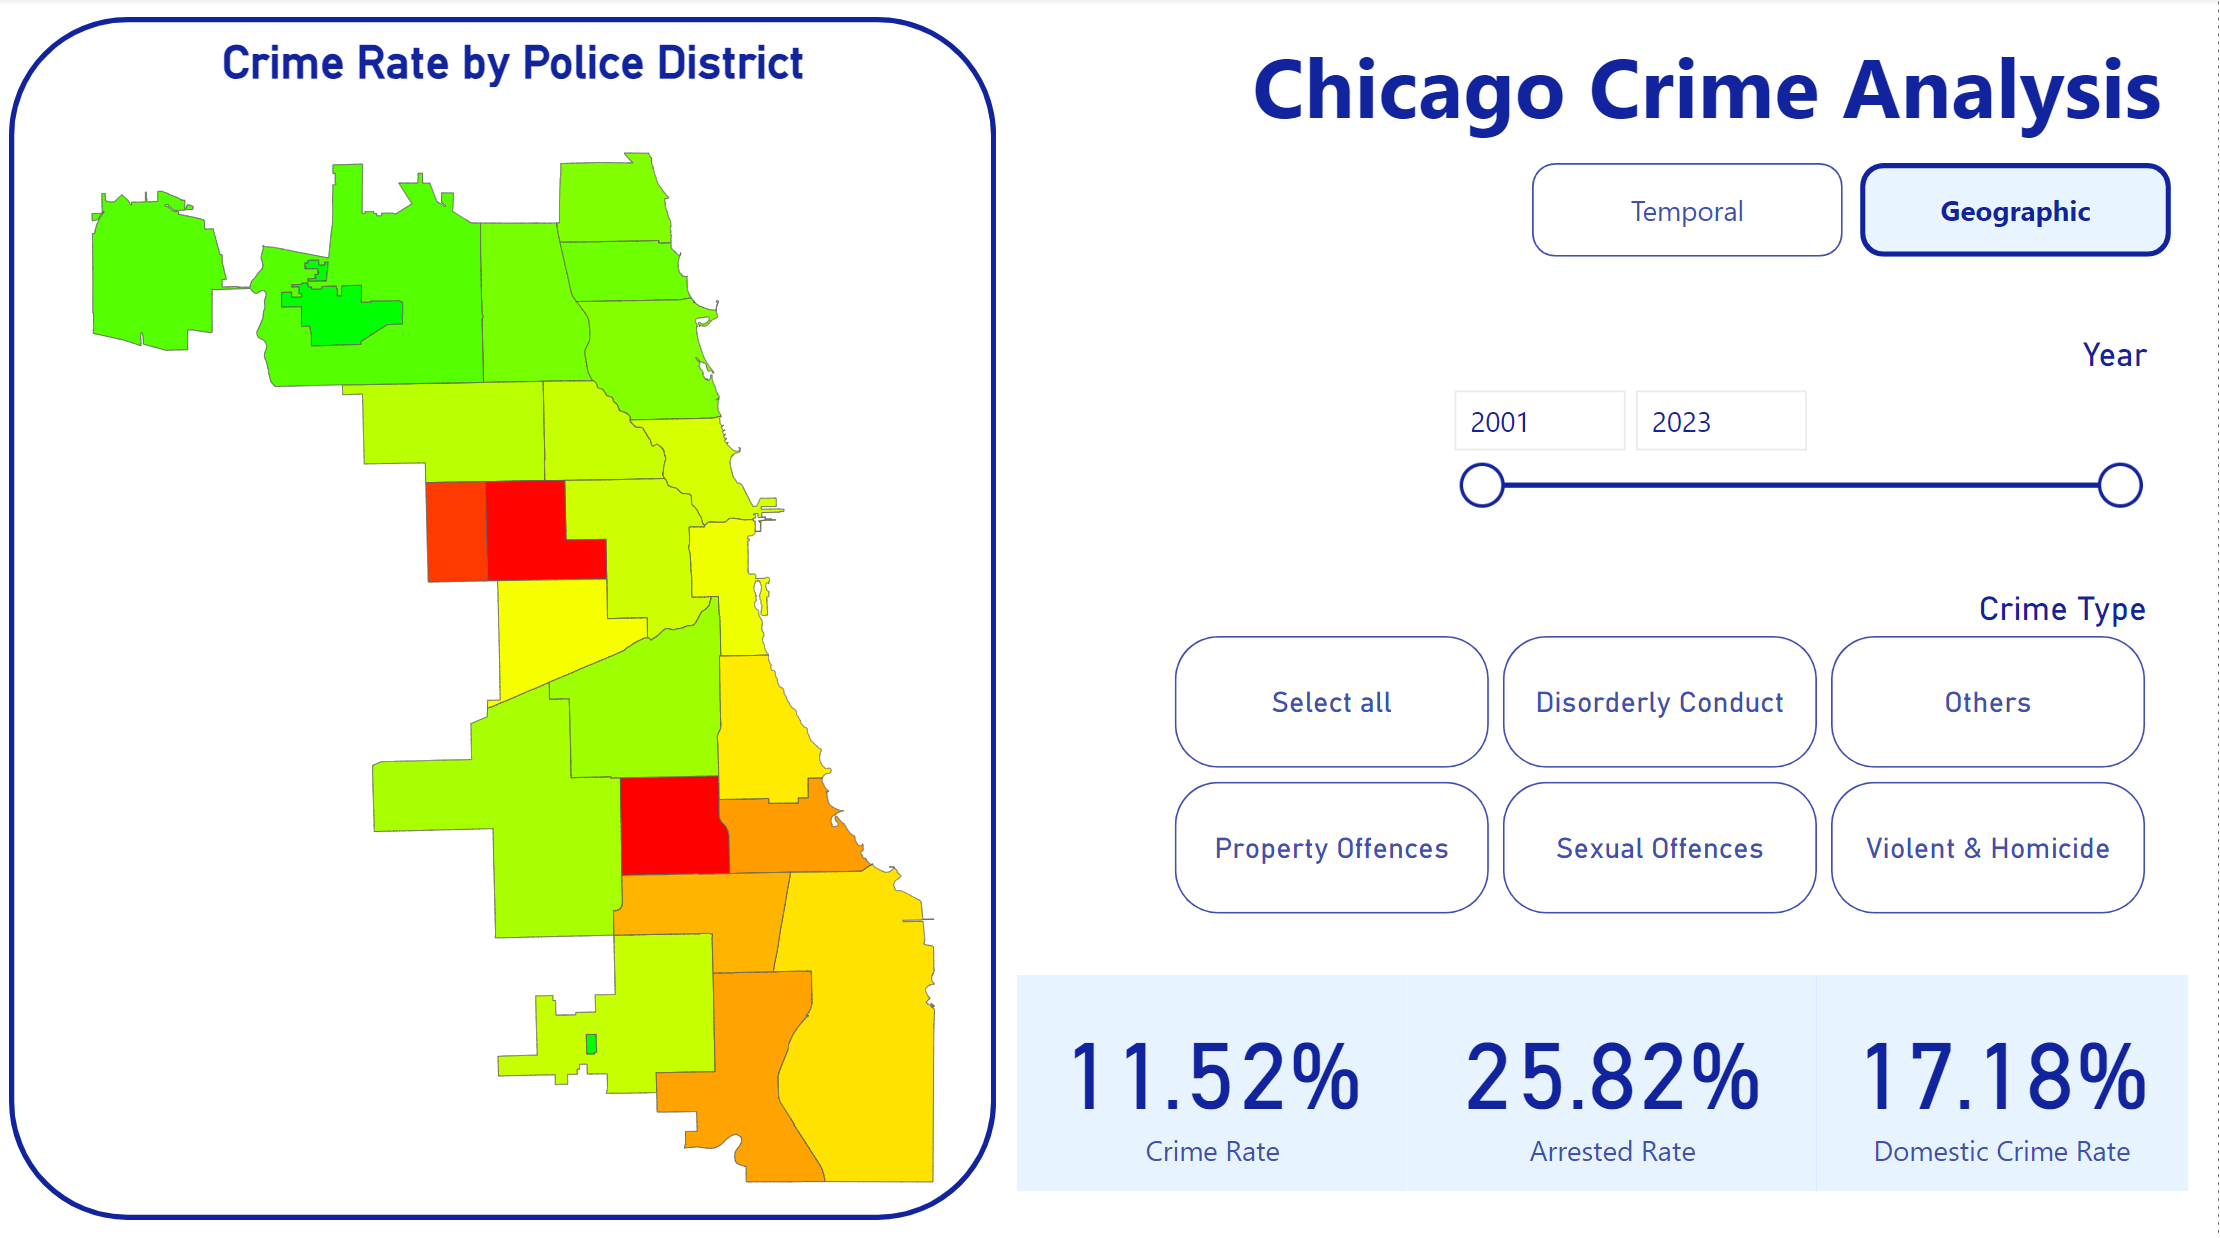 Crime Rate by Police District
Chicago Crime Analysis
Temporal
Geographic
Year
2001
2023
Crime Type
Select all
Disorderly Conduct
Others
Property Offences
Sexual Offences
Violent & Homicide
11.52%
Crime Rate
25.82%
Arrested Rate
17.18%
Domestic Crime Rate